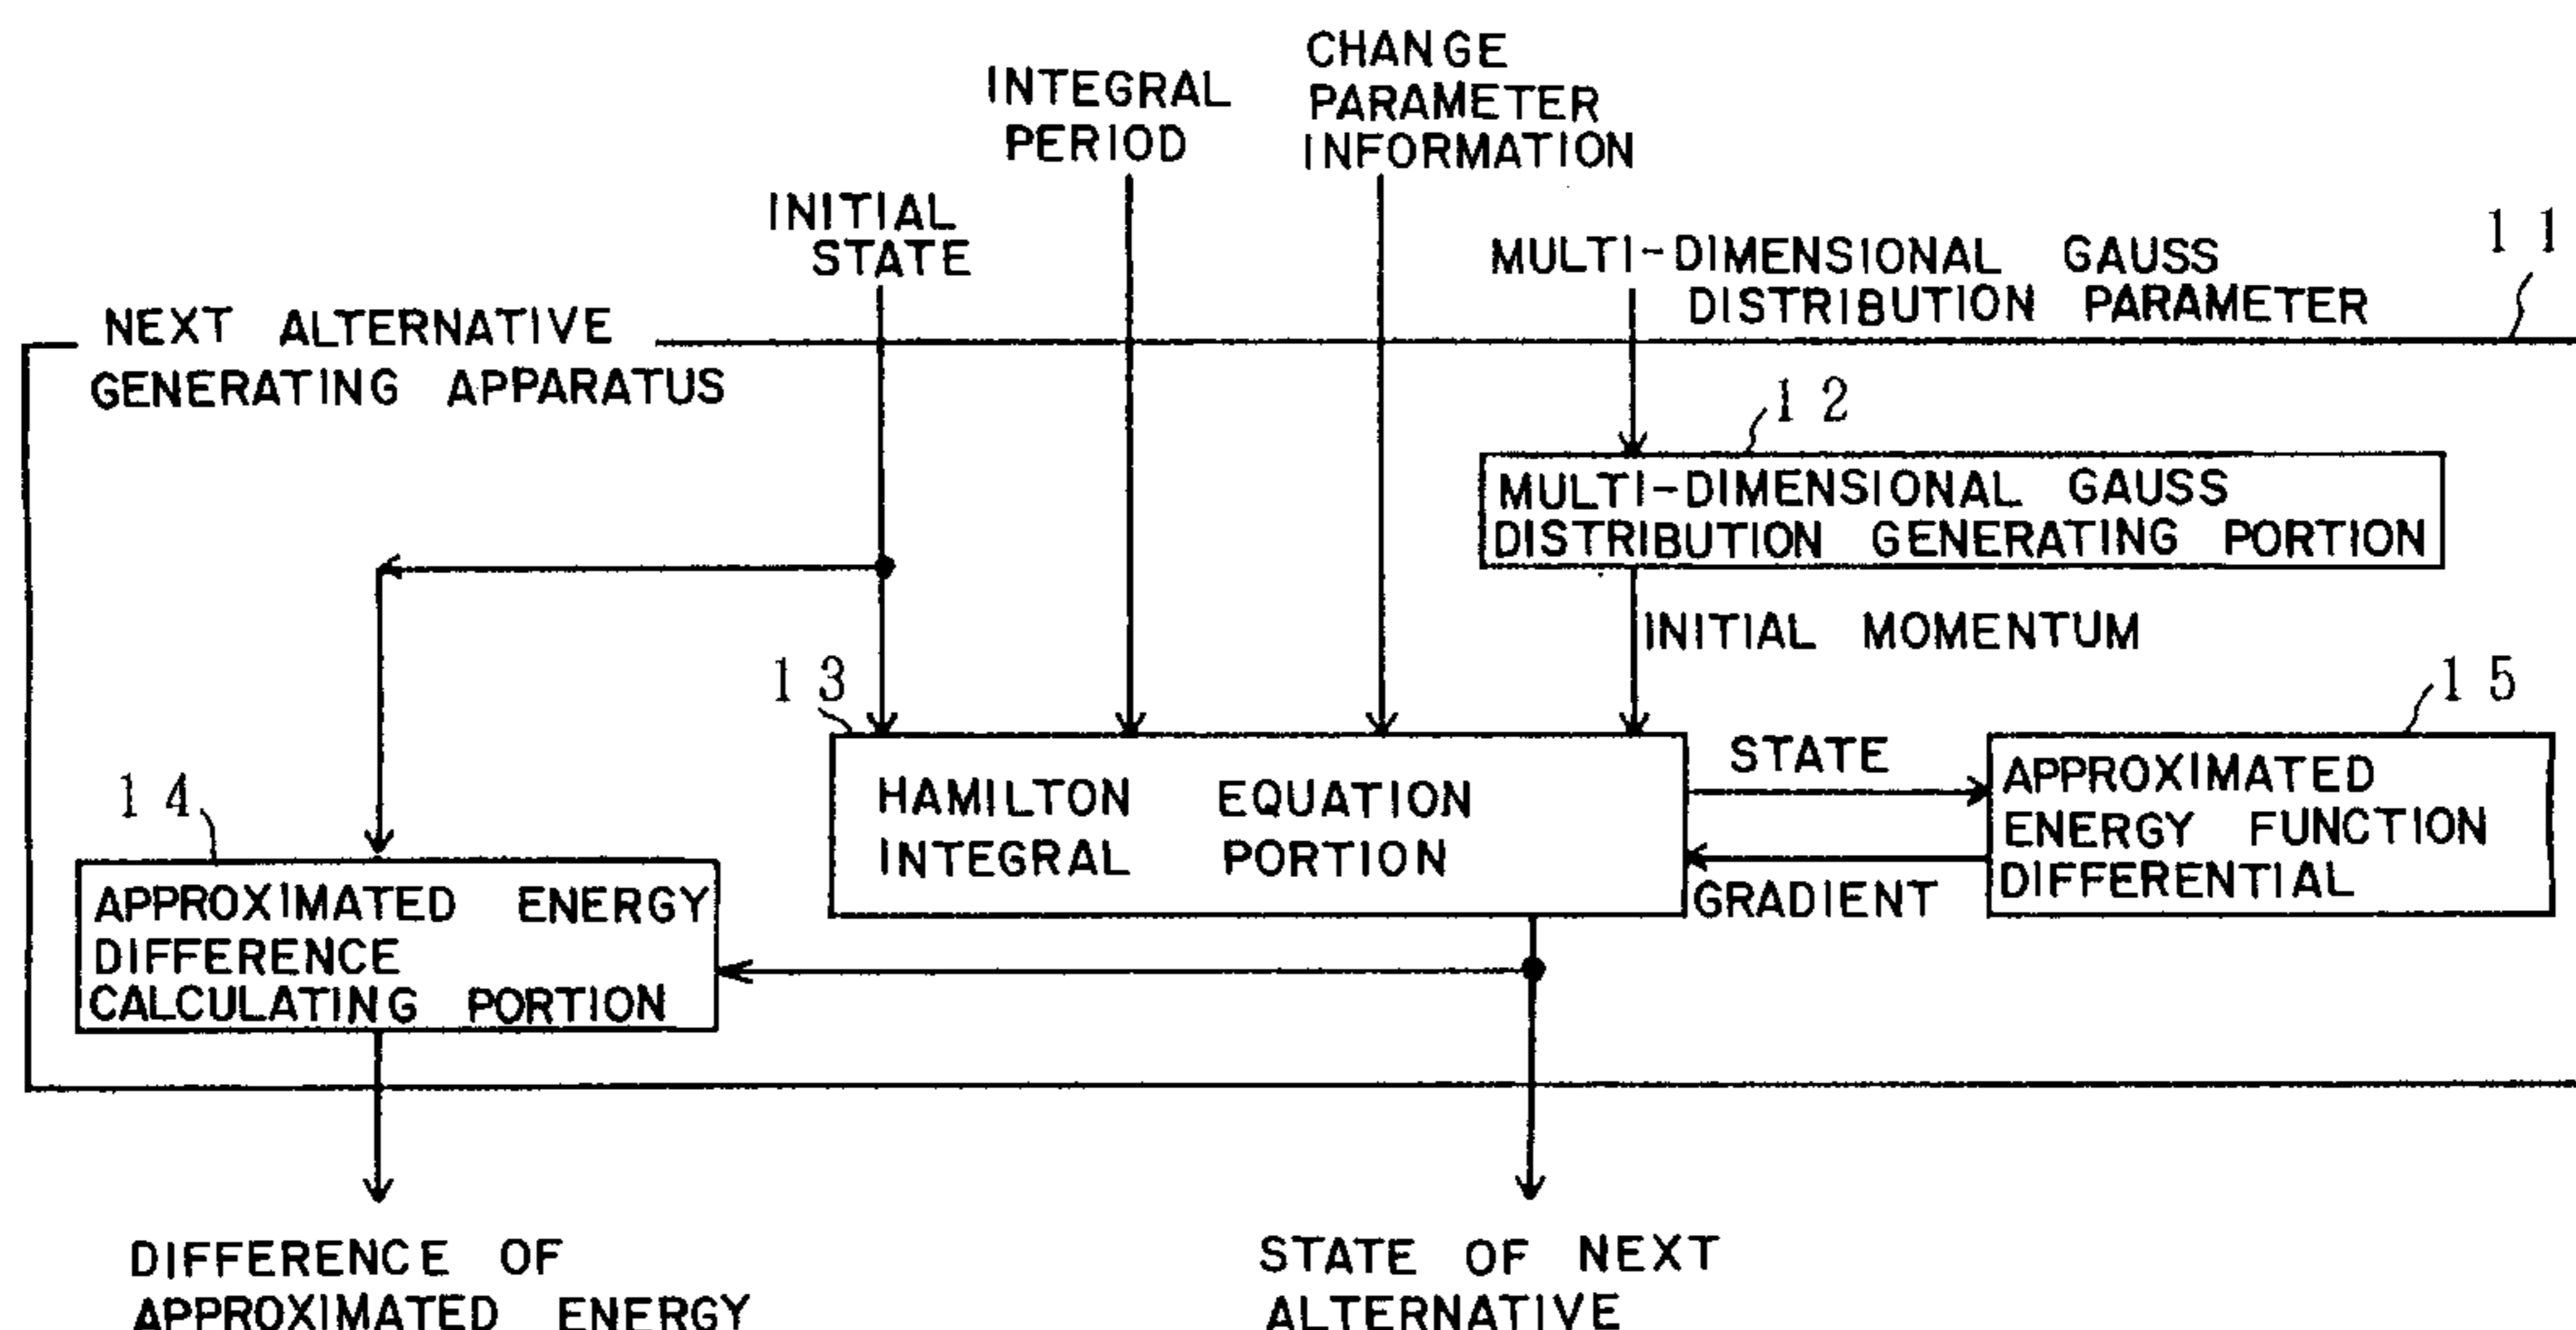 CHANGE
PARAMETER
INFORMATION
INTEGRAL
PERIOD
INITIAL
STATE
MULTI-DIMENSIONAL GAUSS
DISTRIBUTION PARAMETER
11
NEXT ALTERNATIVE
GENERATING APPARATUS
12
MULTI-DIMENSIONAL GAUSS
DISTRIBUTION GENERATING PORTION
INITIAL MOMENTUM
13
HAMILTON EQUATION
INTEGRAL PORTION
STATE
GRADIENT
15
APPROXIMATED
ENERGY FUNCTION
DIFFERENTIAL
14
APPROXIMATED ENERGY
DIFFERENCE
CALCULATING PORTION
DIFFERENCE OF
APPROXIMATED ENERGY
STATE OF NEXT
ALTERNATIVE